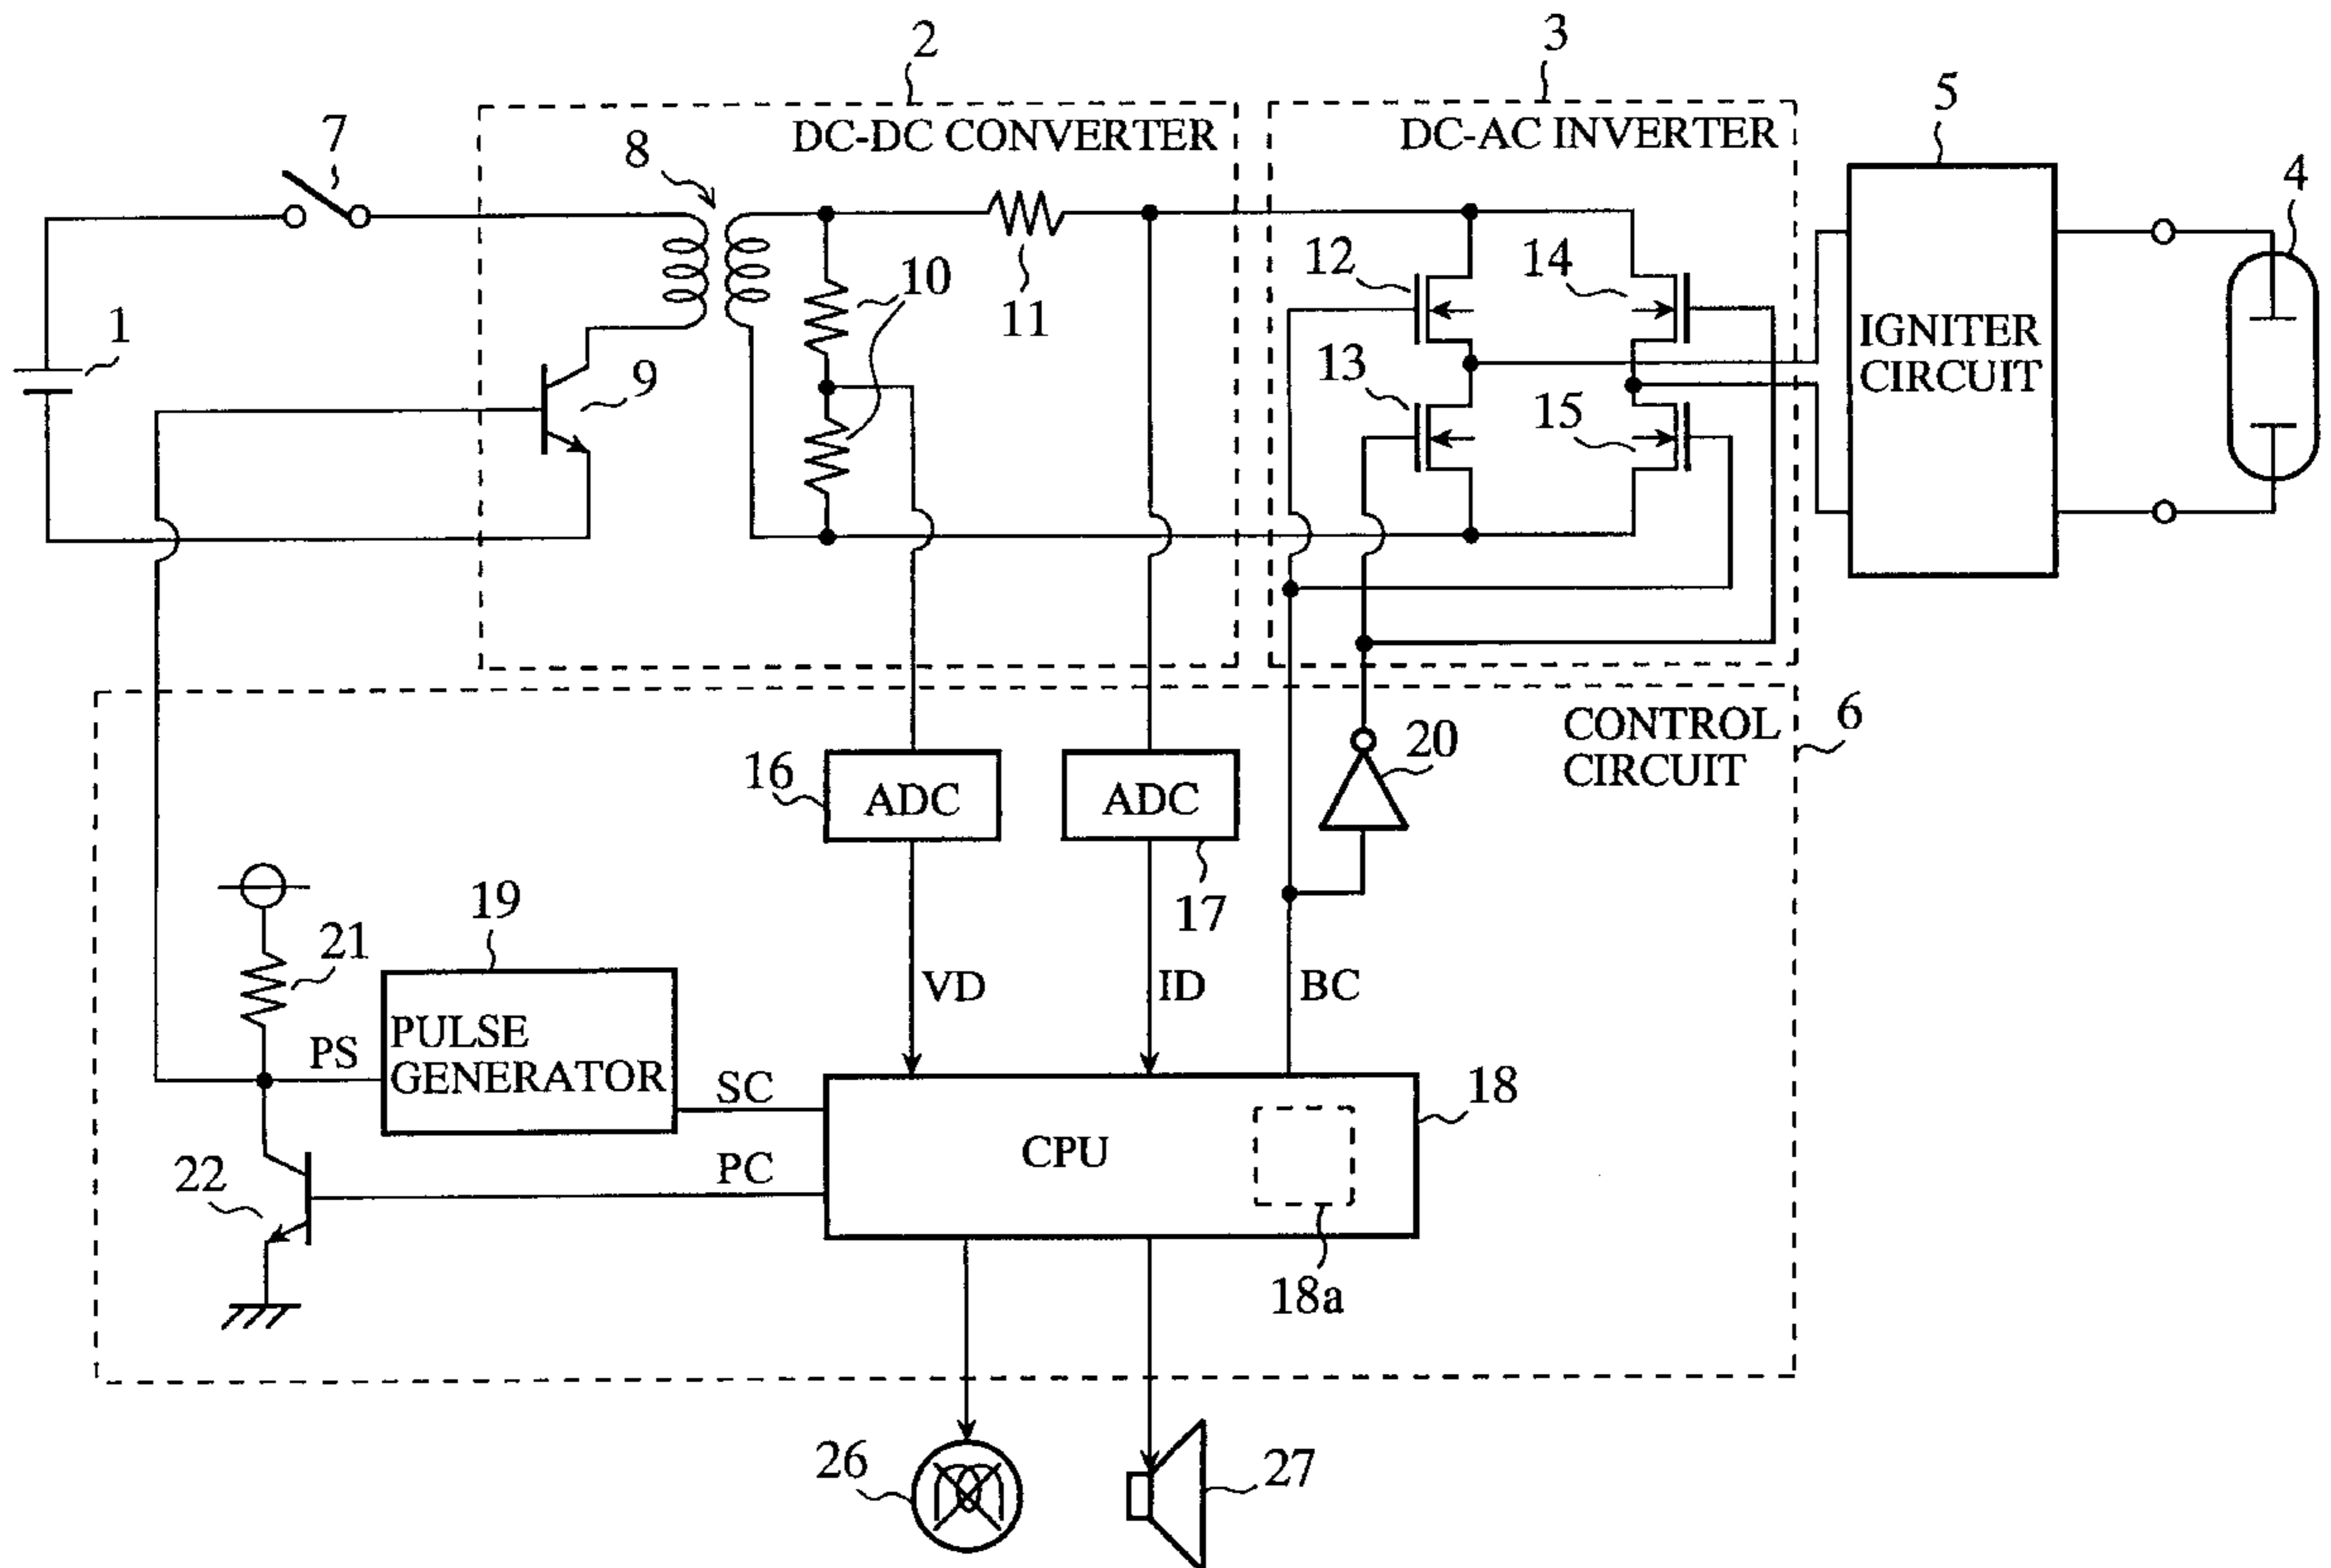 2
3
DC-DC CONVERTER
DC-AC INVERTER
5
7
8
4
10
11
12
14
1
9
13
15
IGNITER
CIRCUIT
CONTROL
CIRCUIT
6
16
ADC
ADC
17
20
19
21
VD
ID
BC
PS
PULSE
GENERATOR
SC
PC
CPU
18
22
18a
26
27